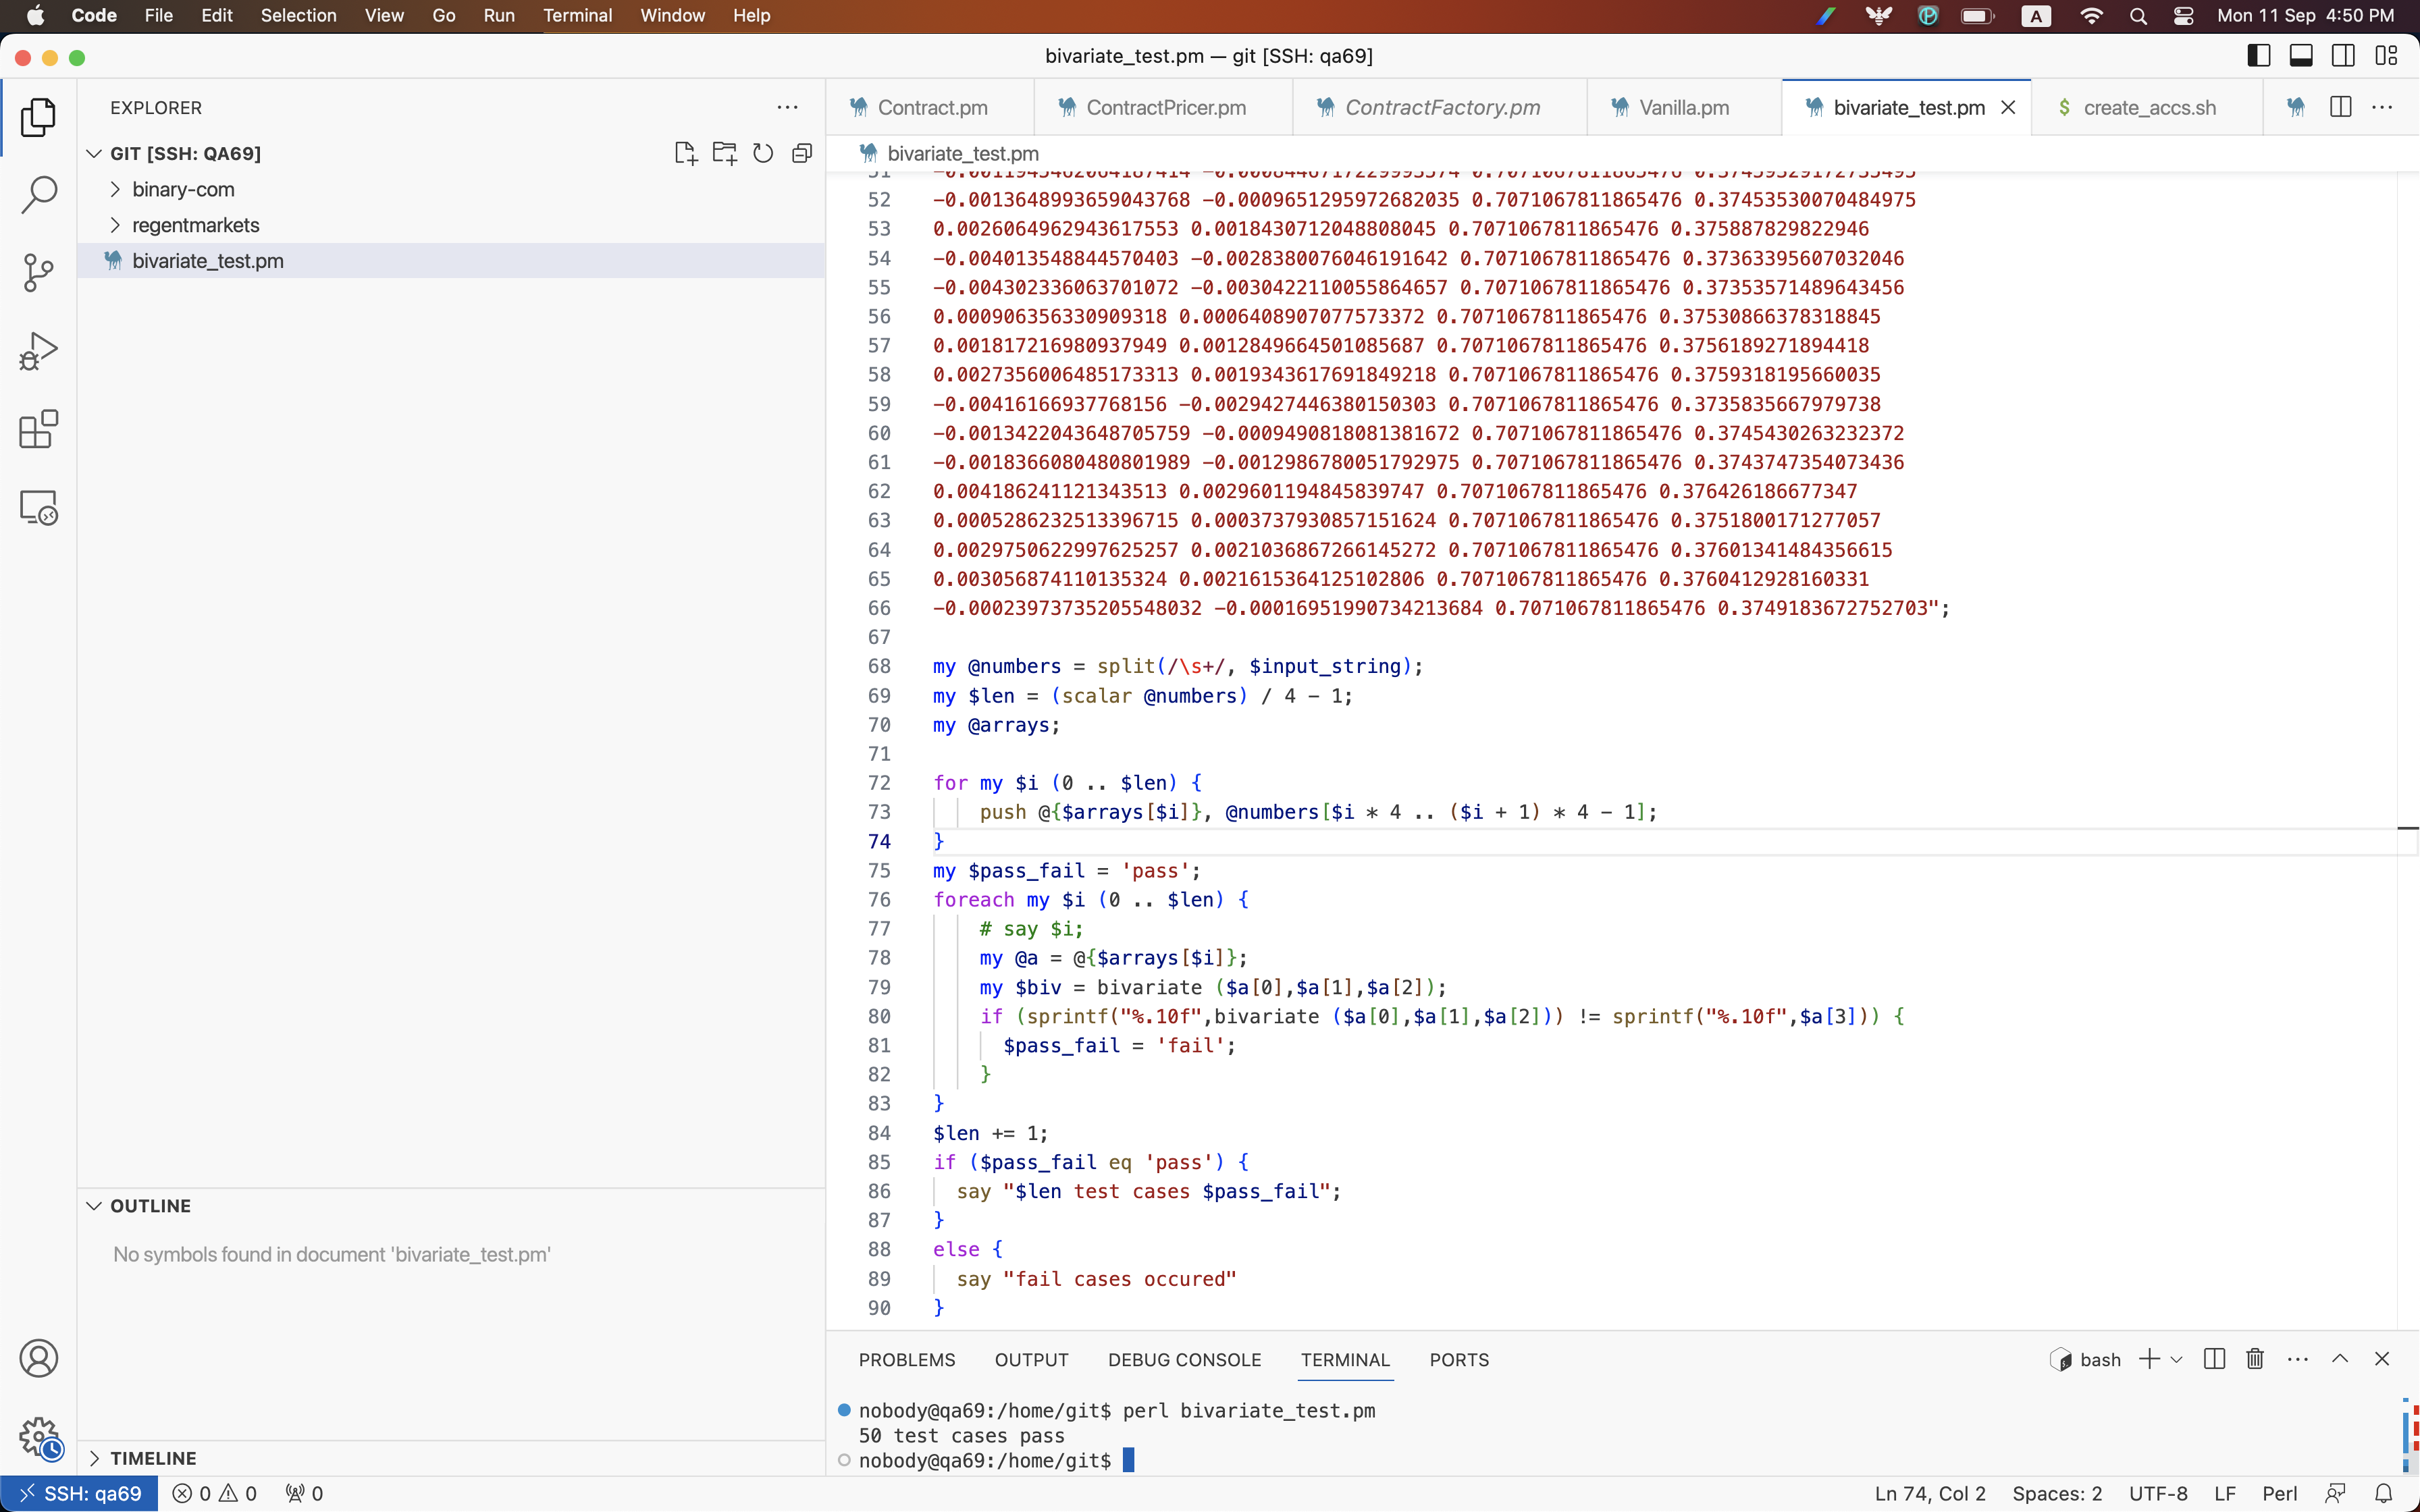 Code File Edit Selection View Go Run Terminal Window Help A Mon 11 Sep 4:50 PM
bivariate_test.pm — git [SSH: qa69]
EXPLORER
GIT [SSH: QA69]
binary-com
regentmarkets
bivariate_test.pm
OUTLINE
No symbols found in document 'bivariate_test.pm'
TIMELINE
Contract.pm ContractPricer.pm ContractFactory.pm Vanilla.pm bivariate_test.pm create_accs.sh
bivariate_test.pm
52 -0.0013648993659043768 -0.0009651295972682035 0.7071067811865476 0.37453530070484975
53 0.0026064962943617553 0.0018430712048808045 0.7071067811865476 0.375887829822946
54 -0.004013548844570403 -0.0028380076046191642 0.7071067811865476 0.37363395607032046
55 -0.004302336063701072 -0.0030422110055864657 0.7071067811865476 0.37353571489643456
56 0.000906356330909318 0.0006408907077573372 0.7071067811865476 0.37530866378318845
57 0.001817216980937949 0.0012849664501085687 0.7071067811865476 0.3756189271894418
58 0.0027356006485173313 0.0019343617691849218 0.7071067811865476 0.3759318195660035
59 -0.00416166937768156 -0.0029427446380150303 0.7071067811865476 0.3735835667979738
60 -0.0013422043648705759 -0.0009490818081381672 0.7071067811865476 0.3745430263232372
61 -0.0018366080480801989 -0.0012986780051792975 0.7071067811865476 0.3743747354073436
62 0.004186241121343513 0.0029601194845839747 0.7071067811865476 0.376426186677347
63 0.0005286232513396715 0.0003737930857151624 0.7071067811865476 0.3751800171277057
64 0.0029750622997625257 0.0021036867266145272 0.7071067811865476 0.37601341484356615
65 0.003056874110135324 0.0021615364125102806 0.7071067811865476 0.3760412928160331
66 -0.00023973735205548032 -0.00016951990734213684 0.7071067811865476 0.3749183672752703";
67
68 my @numbers = split(/\s+/, $input_string);
69 my $len = (scalar @numbers) / 4 - 1;
70 my @arrays;
71
72 for my $i (0 .. $len) {
73 push @{$arrays[$i]}, @numbers[$i * 4 .. ($i + 1) * 4 - 1];
74 }
75 my $pass_fail = 'pass';
76 foreach my $i (0 .. $len) {
77 # say $i;
78 my @a = @{$arrays[$i]};
79 my $biv = bivariate ($a[0],$a[1],$a[2]);
80 if (sprintf("%.10f",bivariate ($a[0],$a[1],$a[2])) != sprintf("%.10f",$a[3])) {
81 $pass_fail = 'fail';
82 }
83 }
84 $len += 1;
85 if ($pass_fail eq 'pass') {
86 say "$len test cases $pass_fail";
87 }
88 else {
89 say "fail cases occured"
90 }
PROBLEMS OUTPUT DEBUG CONSOLE TERMINAL PORTS bash
nobody@qa69:/home/git$ perl bivariate_test.pm
50 test cases pass
nobody@qa69:/home/git$
SSH: qa69 0 0 0 Ln 74, Col 2 Spaces: 2 UTF-8 LF Perl